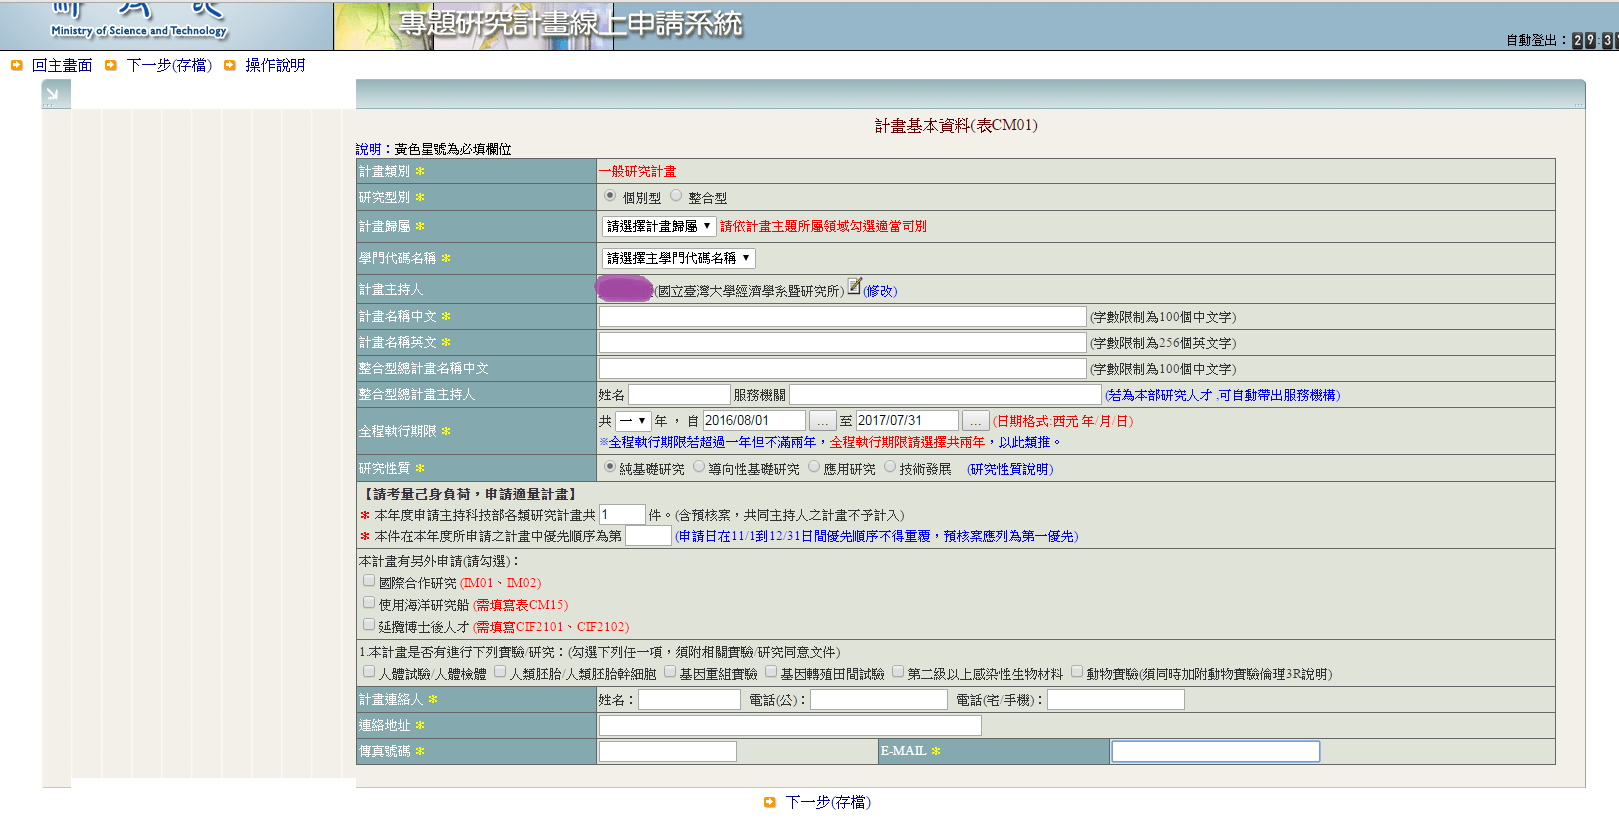 Ministry of Science and Technology
專題研究計畫線上申請系統
自動登出：29:3
回主畫面 下一步(存檔) 操作說明
計畫基本資料(表CM01)
說明：黃色星號為必填欄位
計畫類別 * 一般研究計畫
研究型別 * 個別型 整合型
計畫歸屬 * 請選擇計畫歸屬 ▼ 請依計畫主題所屬領域勾選適當司別
學門代碼名稱 * 請選擇主學門代碼名稱 ▼
計畫主持人 (國立臺灣大學經濟學系暨研究所) (修改)
計畫名稱中文 * (字數限制為100個中文字)
計畫名稱英文 * (字數限制為256個英文字)
整合型總計畫名稱中文 (字數限制為100個中文字)
整合型總計畫主持人 姓名 服務機關 (若為本部研究人才 ,可自動帶出服務機構)
全程執行期限 * 共 一 ▼ 年 , 自 2016/08/01 ... 至 2017/07/31 ... (日期格式:西元 年/月/日)
※全程執行期限若超過一年但不滿兩年，全程執行期限請選擇共兩年，以此類推。
研究性質 * 純基礎研究 導向性基礎研究 應用研究 技術發展 (研究性質說明)
【請考量己身負荷，申請適量計畫】
* 本年度申請主持科技部各類研究計畫共 1 件。(含預核案，共同主持人之計畫不予計入)
* 本件在本年度所申請之計畫中優先順序為第 (申請日在11/1到12/31日間優先順序不得重覆，預核案應列為第一優先)
本計畫有另外申請(請勾選)：
國際合作研究 (IM01、IM02)
使用海洋研究船 (需填寫表CM15)
延攬博士後人才 (需填寫CIF2101、CIF2102)
1.本計畫是否有進行下列實驗/研究：(勾選下列任一項，須附相關實驗/研究同意文件)
人體試驗/人體檢體 人類胚胎/人類胚胎幹細胞 基因重組實驗 基因轉殖田間試驗 第二級以上感染性生物材料 動物實驗(須同時加附動物實驗倫理3R說明)
計畫連絡人 * 姓名： 電話(公)： 電話(宅/手機)：
連絡地址 *
傳真號碼 * E-MAIL *
下一步(存檔)